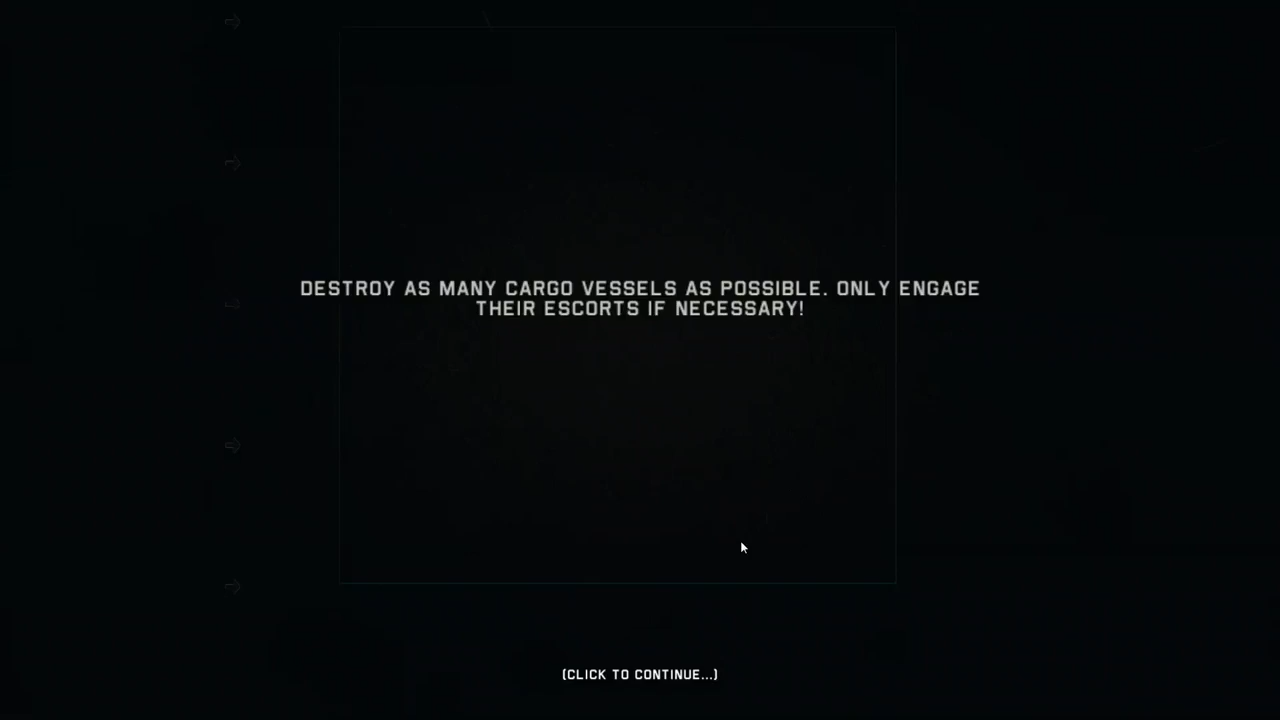 DESTROY AS MANY CARGO VESSELS AS POSSIBLE. ONLY ENGAGE
THEIR ESCORTS IF NECESSARY!
(CLICK TO CONTINUE...)